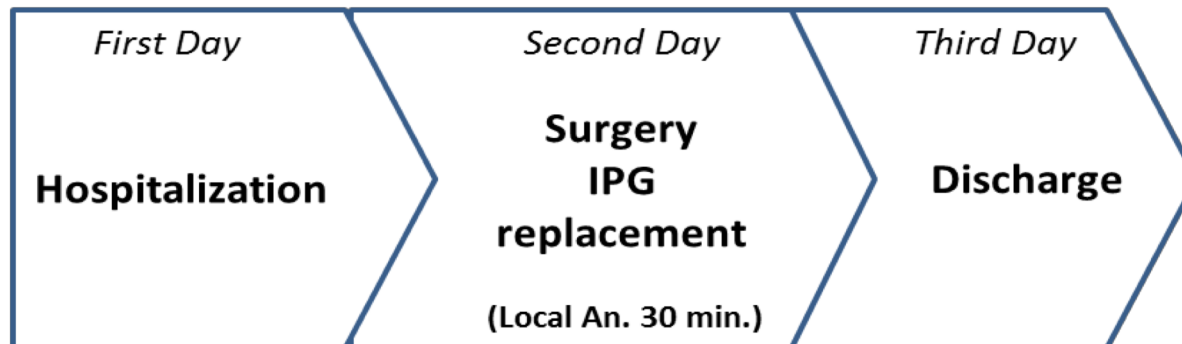 First Day
Hospitalization
Second Day
Surgery
IPG
replacement
(Local An. 30 min.)
Third Day
Discharge